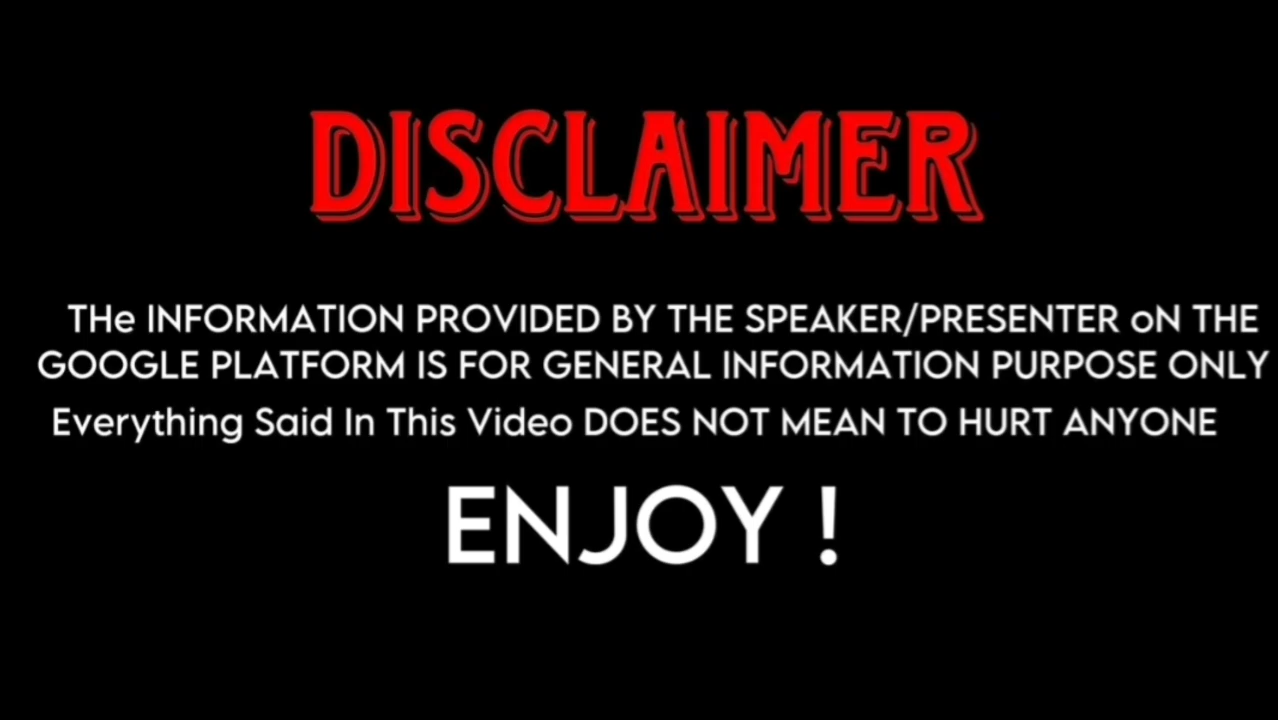 DISCLAIMER
THe INFORMATION PROVIDED BY THE SPEAKER/PRESENTER oN THE
GOOGLE PLATFORM IS FOR GENERAL INFORMATION PURPOSE ONLY
Everything Said In This Video DOES NOT MEAN TO HURT ANYONE
ENJOY !